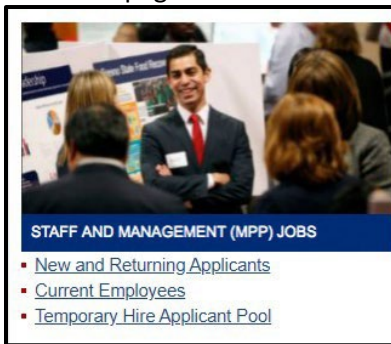 STAFF AND MANAGEMENT (MPP) JOBS
New and Returning Applicants
Current Employees
Temporary Hire Applicant Pool